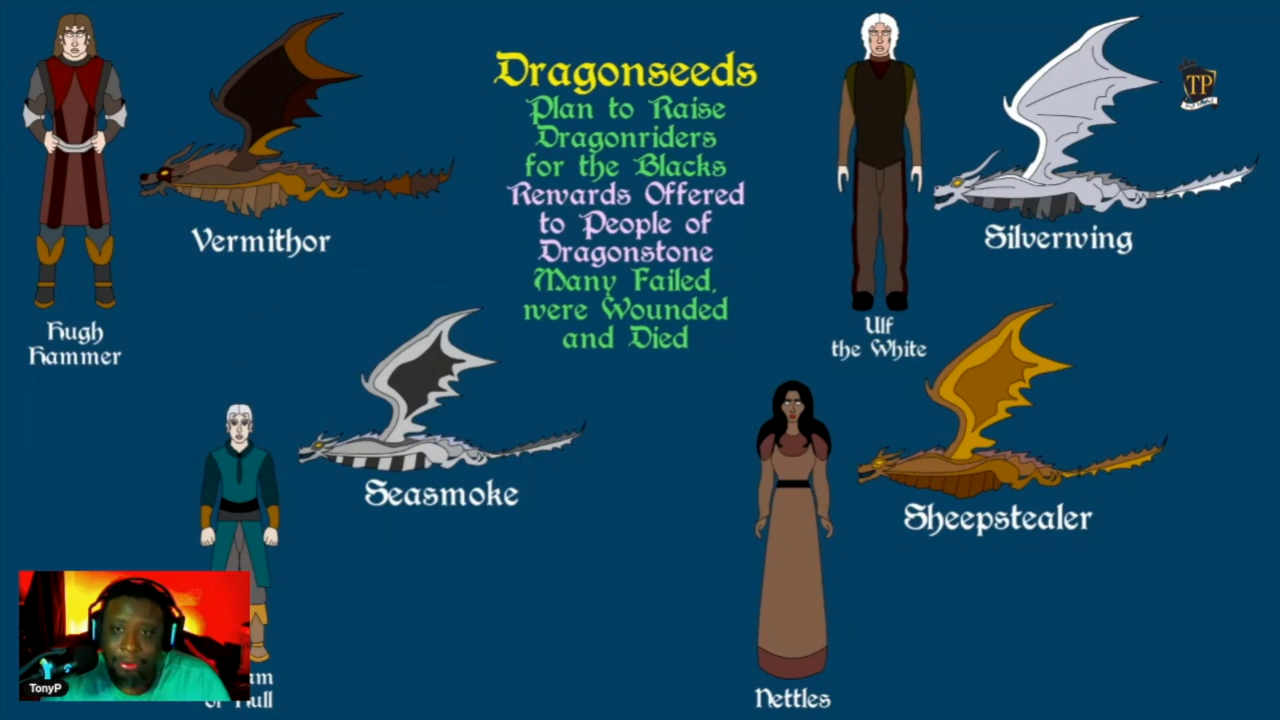 Dragonseeds
Plan to Raise
Dragonriders
for the Blacks
Rewards Offered
to People of
Dragonstone
Many Failed,
were Wounded
and Died
TP
Vermithor
Silverwing
Hugh
Hammer
Ulf
the White
Seasmoke
Sheepstealer
TonyP
Nettles